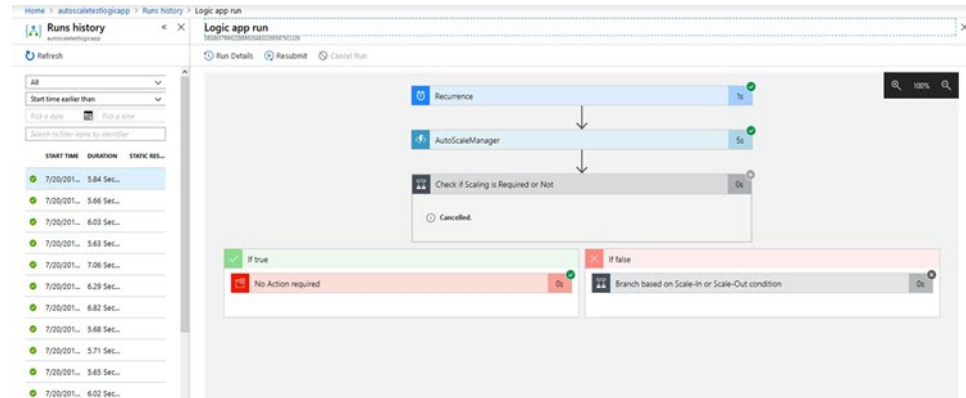 Home > autoscaletestlogicapp > Runs history > Logic app run
Runs history
autoscaletestlogicapp
Refresh
All
Start time earlier than
Pick a date
Pick a time
Search to filter items by identifier
START TIME DURATION STATIC RES...
7/20/201... 5.84 Sec...
7/20/201... 5.66 Sec...
7/20/201... 6.03 Sec...
7/20/201... 5.63 Sec...
7/20/201... 7.06 Sec...
7/20/201... 6.29 Sec...
7/20/201... 6.82 Sec...
7/20/201... 5.68 Sec...
7/20/201... 5.71 Sec...
7/20/201... 5.65 Sec...
7/20/201... 6.02 Sec...
Logic app run
Run Details Resubmit Cancel Run
100%
Recurrence 1s
AutoScaleManager 5s
Check if Scaling is Required or Not 0s
Cancelled.
If true
No Action required 0s
If false
Branch based on Scale-In or Scale-Out condition 0s